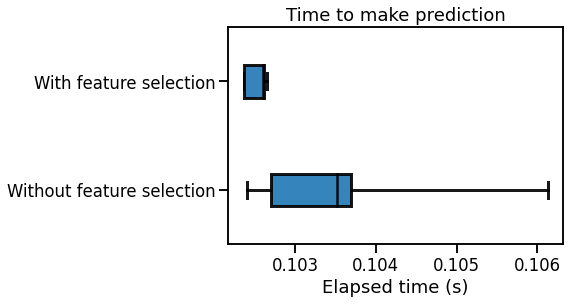 Time to make prediction
With feature selection
Without feature selection
0.103 0.104 0.105 0.106
Elapsed time (s)